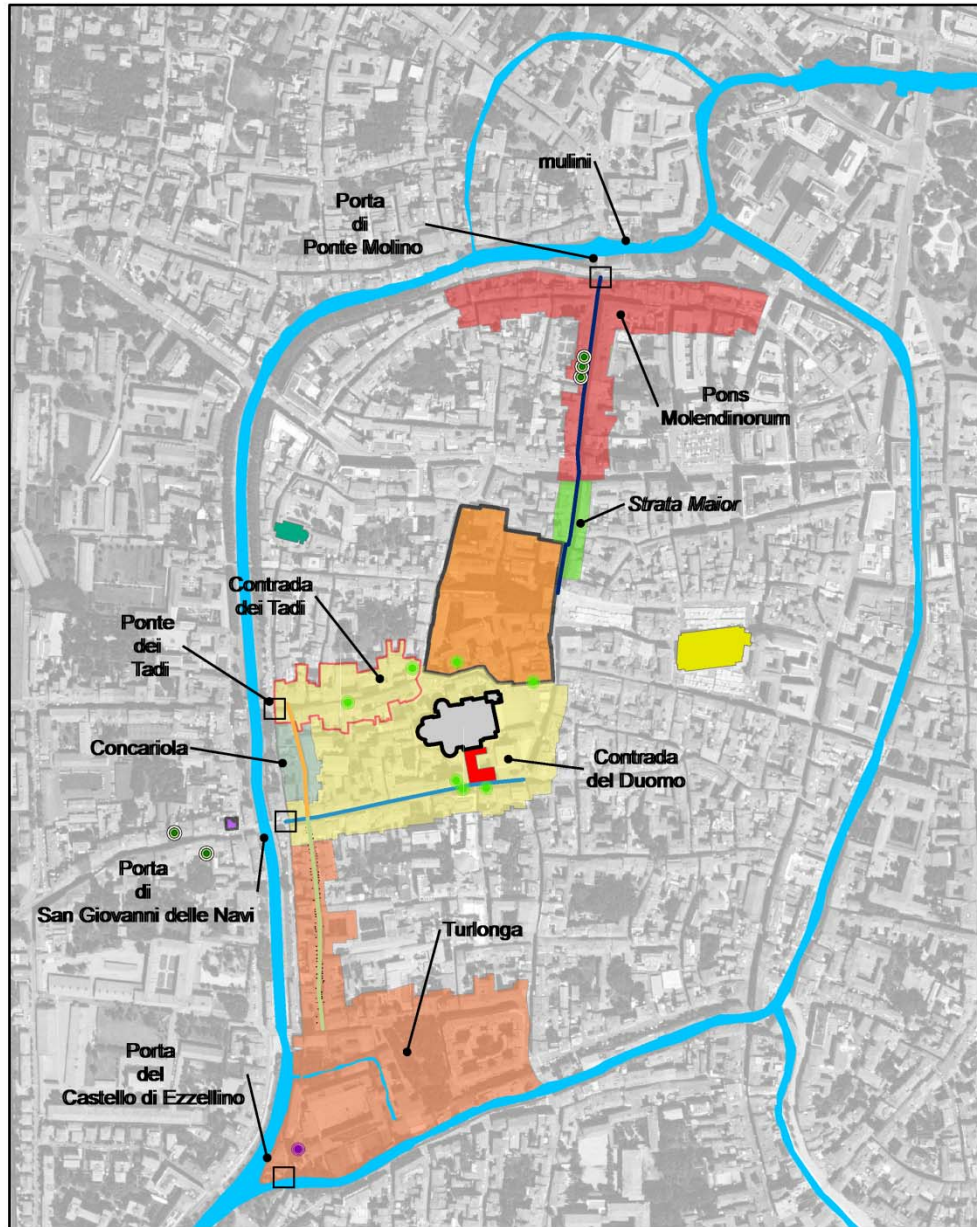 mulini
Porta
di
Ponte Molino
Pons
Molendinorum
Strata Maior
Contrada
dei Tadi
Ponte
dei
Tadi
Concariola
Contrada
del Duomo
Porta
di
San Giovanni delle Navi
Turlonga
Porta
del
Castello di Ezzellino